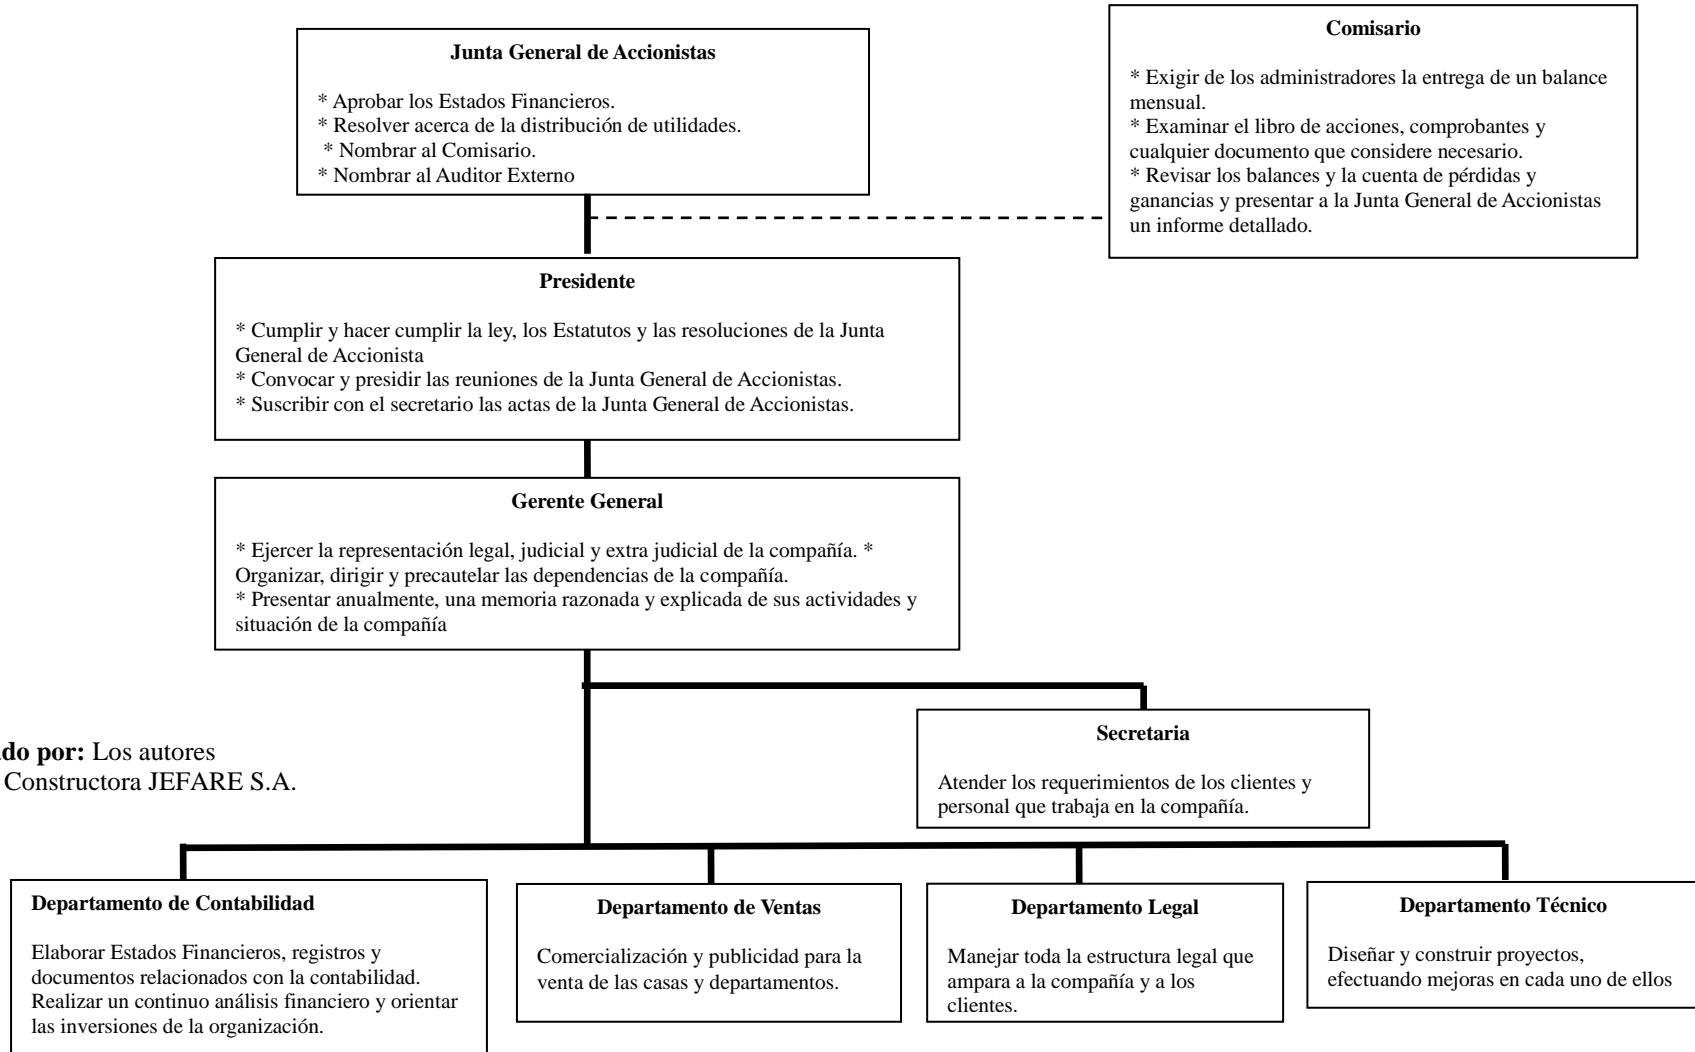 Junta General de Accionistas
* Aprobar los Estados Financieros.
* Resolver acerca de la distribución de utilidades.
* Nombrar al Comisario.
* Nombrar al Auditor Externo
Comisario
* Exigir de los administradores la entrega de un balance
mensual.
* Examinar el libro de acciones, comprobantes y
cualquier documento que considere necesario.
* Revisar los balances y la cuenta de pérdidas y
ganancias y presentar a la Junta General de Accionistas
un informe detallado.
Presidente
* Cumplir y hacer cumplir la ley, los Estatutos y las resoluciones de la Junta
General de Accionista
* Convocar y presidir las reuniones de la Junta General de Accionistas.
* Suscribir con el secretario las actas de la Junta General de Accionistas.
Gerente General
* Ejercer la representación legal, judicial y extra judicial de la compañía. *
Organizar, dirigir y precautelar las dependencias de la compañía.
* Presentar anualmente, una memoria razonada y explicada de sus actividades y
situación de la compañía
Secretaria
Atender los requerimientos de los clientes y
personal que trabaja en la compañía.
do por: Los autores
Constructora JEFARE S.A.
Departamento de Contabilidad
Elaborar Estados Financieros, registros y
documentos relacionados con la contabilidad.
Realizar un continuo análisis financiero y orientar
las inversiones de la organización.
Departamento de Ventas
Comercialización y publicidad para la
venta de las casas y departamentos.
Departamento Legal
Manejar toda la estructura legal que
ampara a la compañía y a los
clientes.
Departamento Técnico
Diseñar y construir proyectos,
efectuando mejoras en cada uno de ellos